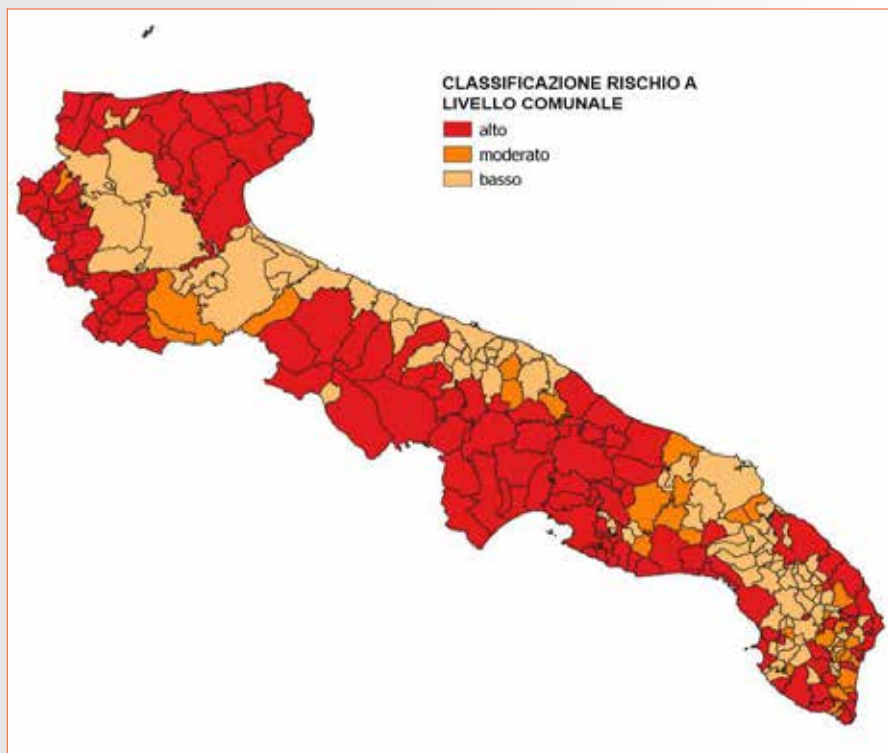 CLASSIFICAZIONE RISCHIO A
LIVELLO COMUNALE
alto
moderato
basso